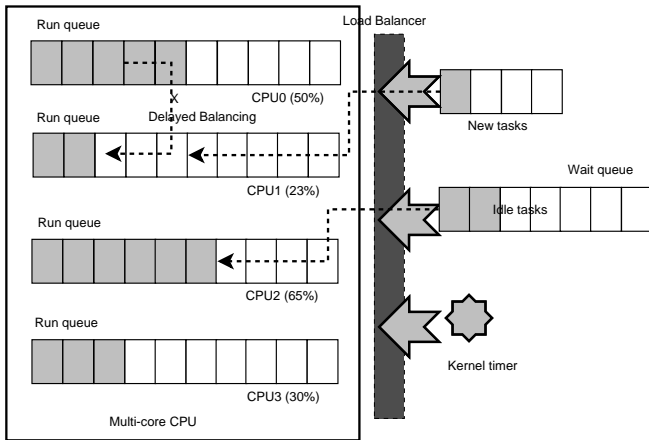 Run queue
Load Balancer
CPU0 (50%)
X
Run queue
Delayed Balancing
New tasks
CPU1 (23%)
Wait queue
Idle tasks
Run queue
CPU2 (65%)
Run queue
Kernel timer
CPU3 (30%)
Multi-core CPU